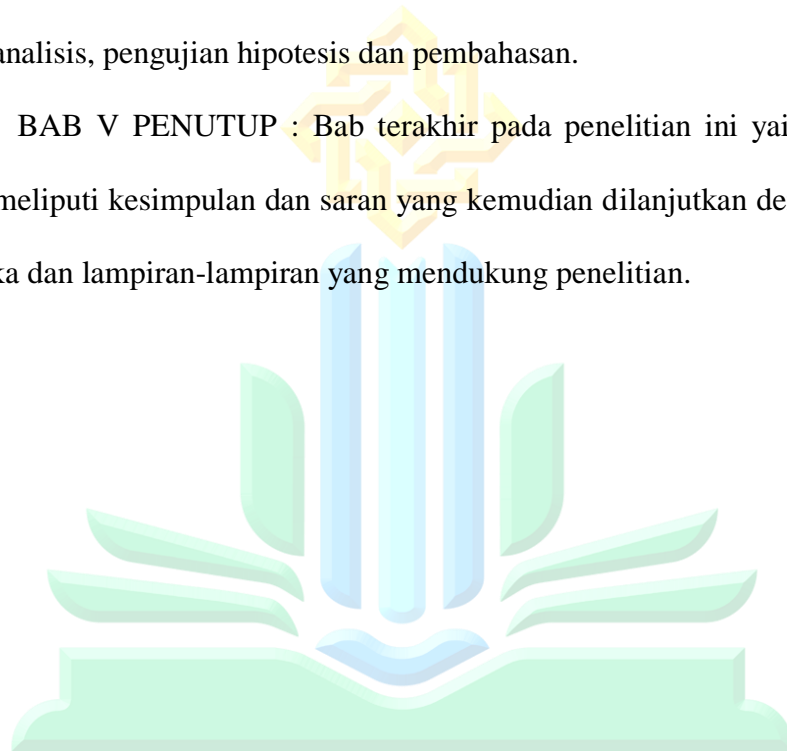 analisis, pengujian hipotesis dan pembahasan.
BAB V PENUTUP : Bab terakhir pada penelitian ini yai
meliputi kesimpulan dan saran yang kemudian dilanjutkan de
ka dan lampiran-lampiran yang mendukung penelitian.